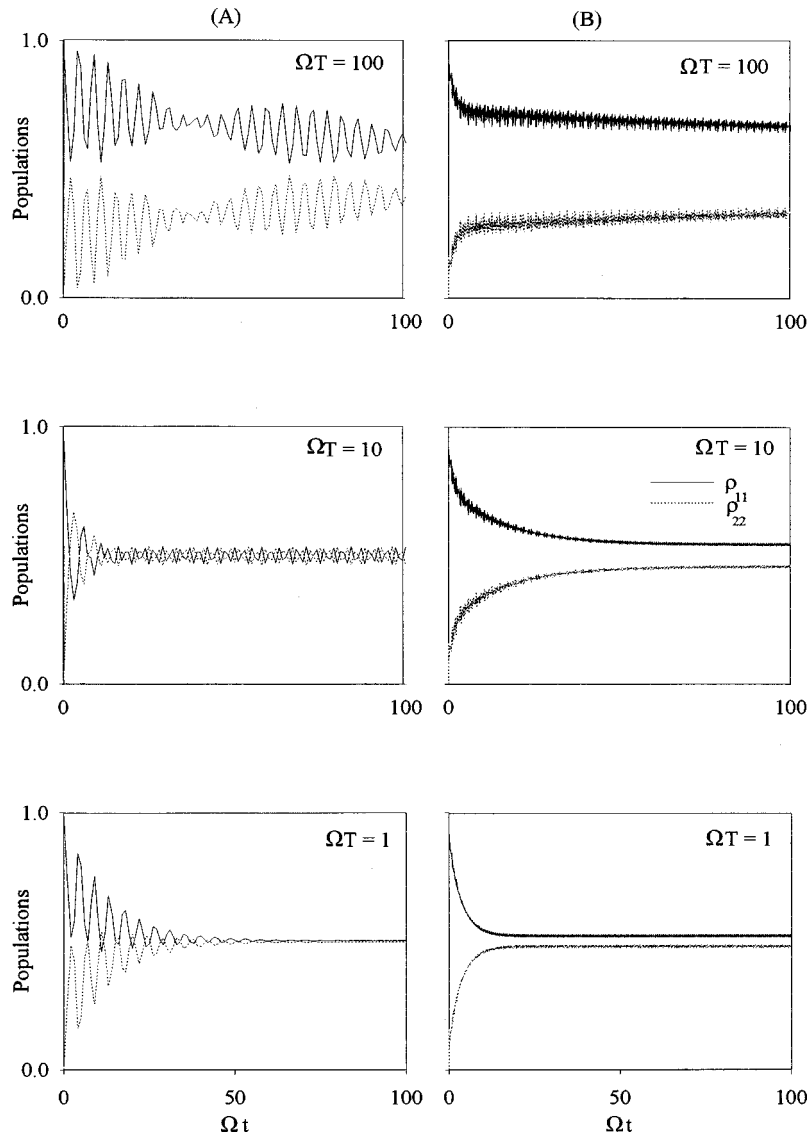 (A) (B)
1.0
ΩT = 100 ΩT = 100
Populations
0.0
0 100 0 100
1.0
ΩT = 10 ΩT = 10
ρ11
ρ22
Populations
0.0
0 100 0 100
1.0
ΩT = 1 ΩT = 1
Populations
0.0
0 50 100 0 50 100
Ωt Ωt